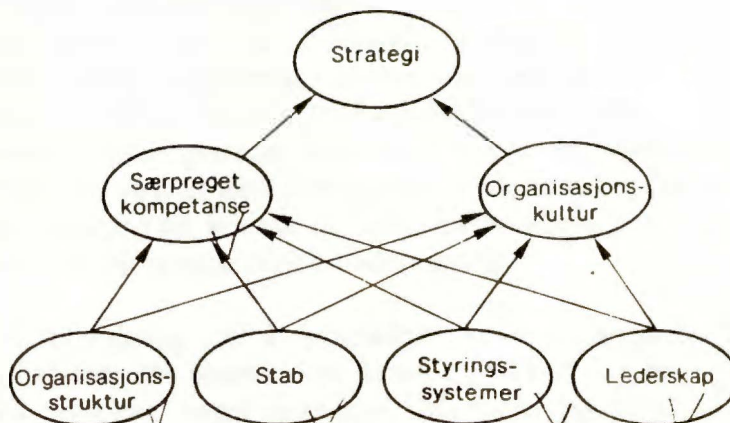 Strategi
Særpreget
kompetanse
Organisasjons-
kultur
Organisasjons-
struktur
Stab
Styrings-
systemer
Lederskap